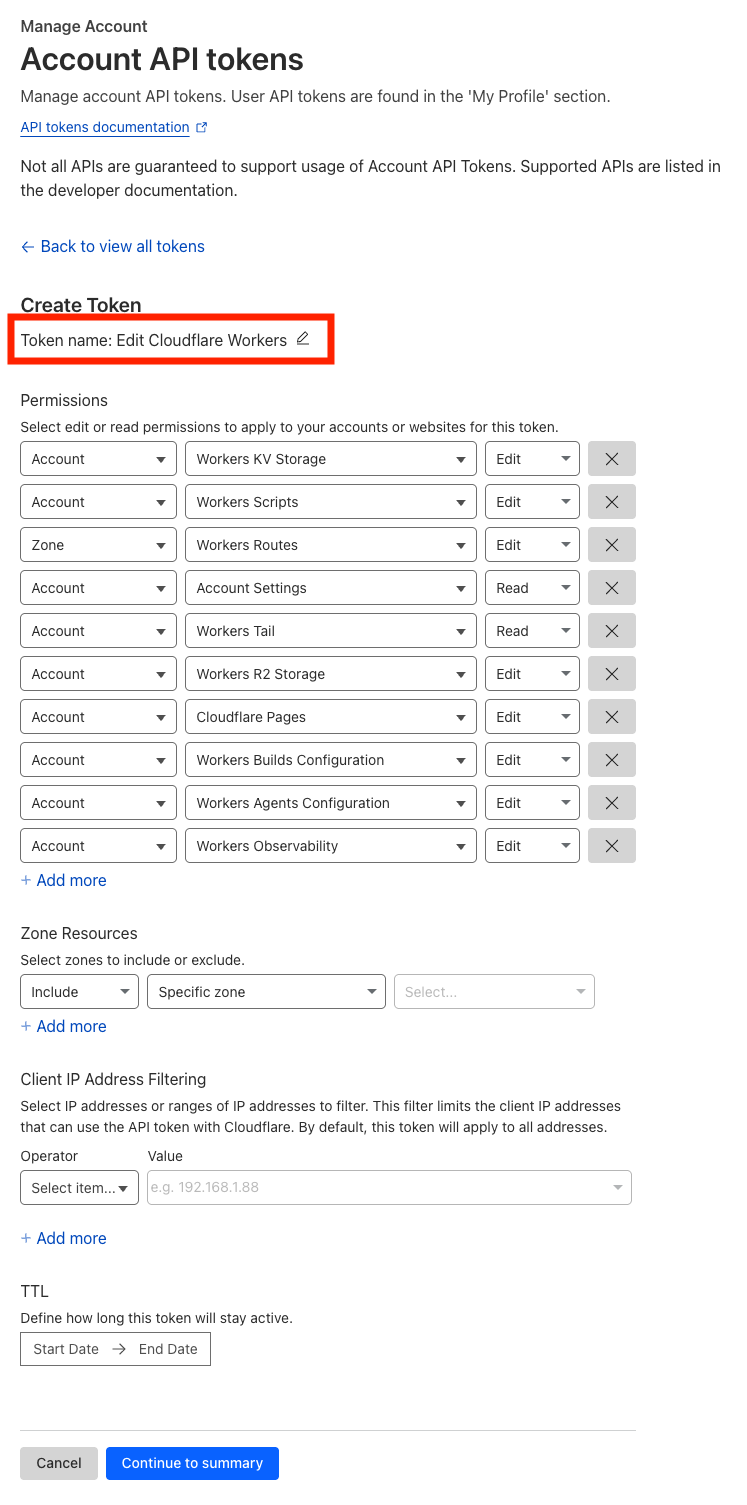 Manage Account
Account API tokens
Manage account API tokens. User API tokens are found in the 'My Profile' section.
API tokens documentation
Not all APIs are guaranteed to support usage of Account API Tokens. Supported APIs are listed in
the developer documentation.
← Back to view all tokens
Create Token
Token name: Edit Cloudflare Workers
Permissions
Select edit or read permissions to apply to your accounts or websites for this token.
Account Workers KV Storage Edit
Account Workers Scripts Edit
Zone Workers Routes Edit
Account Account Settings Read
Account Workers Tail Read
Account Workers R2 Storage Edit
Account Cloudflare Pages Edit
Account Workers Builds Configuration Edit
Account Workers Agents Configuration Edit
Account Workers Observability Edit
+ Add more
Zone Resources
Select zones to include or exclude.
Include Specific zone Select...
+ Add more
Client IP Address Filtering
Select IP addresses or ranges of IP addresses to filter. This filter limits the client IP addresses
that can use the API token with Cloudflare. By default, this token will apply to all addresses.
Operator Value
Select item... e.g. 192.168.1.88
+ Add more
TTL
Define how long this token will stay active.
Start Date → End Date
Cancel Continue to summary